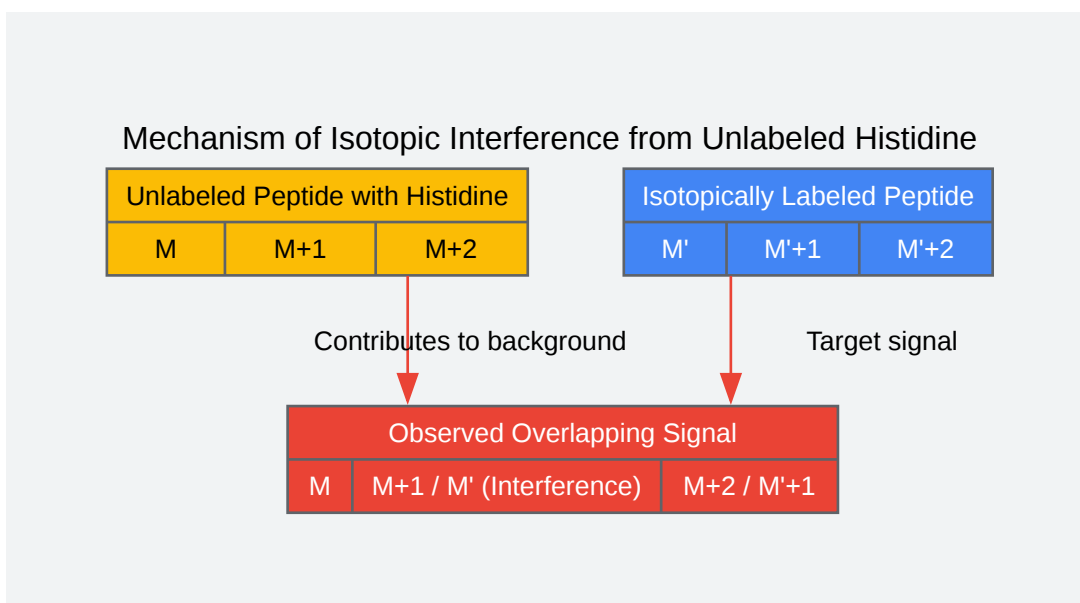 Mechanism of Isotopic Interference from Unlabeled Histidine
Unlabeled Peptide with Histidine
M M+1 M+2
Isotopically Labeled Peptide
M' M'+1 M'+2
Contributes to background
Target signal
Observed Overlapping Signal
M M+1 / M' (Interference) M+2 / M'+1